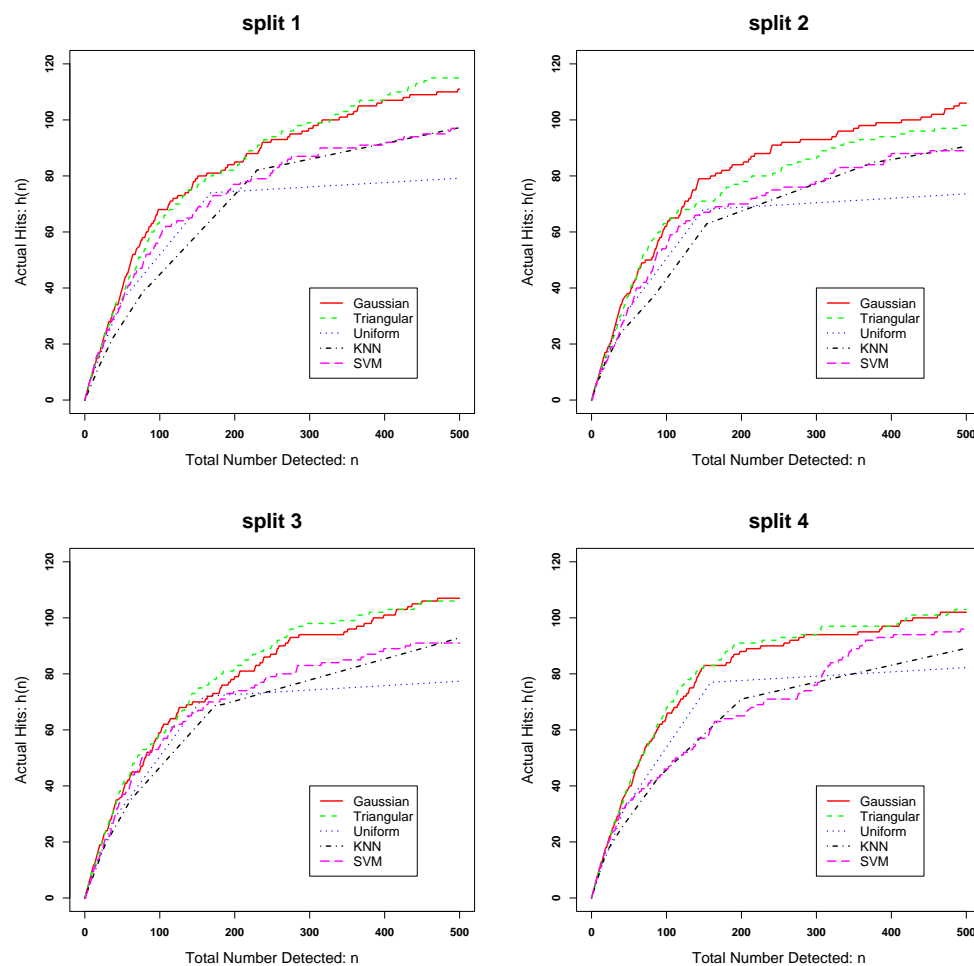 split 1
Actual Hits: h(n)
120
100
80
60
40
20
0
Gaussian
Triangular
Uniform
KNN
SVM
0 100 200 300 400 500
Total Number Detected: n
split 2
Actual Hits: h(n)
120
100
80
60
40
20
0
Gaussian
Triangular
Uniform
KNN
SVM
0 100 200 300 400 500
Total Number Detected: n
split 3
Actual Hits: h(n)
120
100
80
60
40
20
0
Gaussian
Triangular
Uniform
KNN
SVM
0 100 200 300 400 500
Total Number Detected: n
split 4
Actual Hits: h(n)
120
100
80
60
40
20
0
Gaussian
Triangular
Uniform
KNN
SVM
0 100 200 300 400 500
Total Number Detected: n